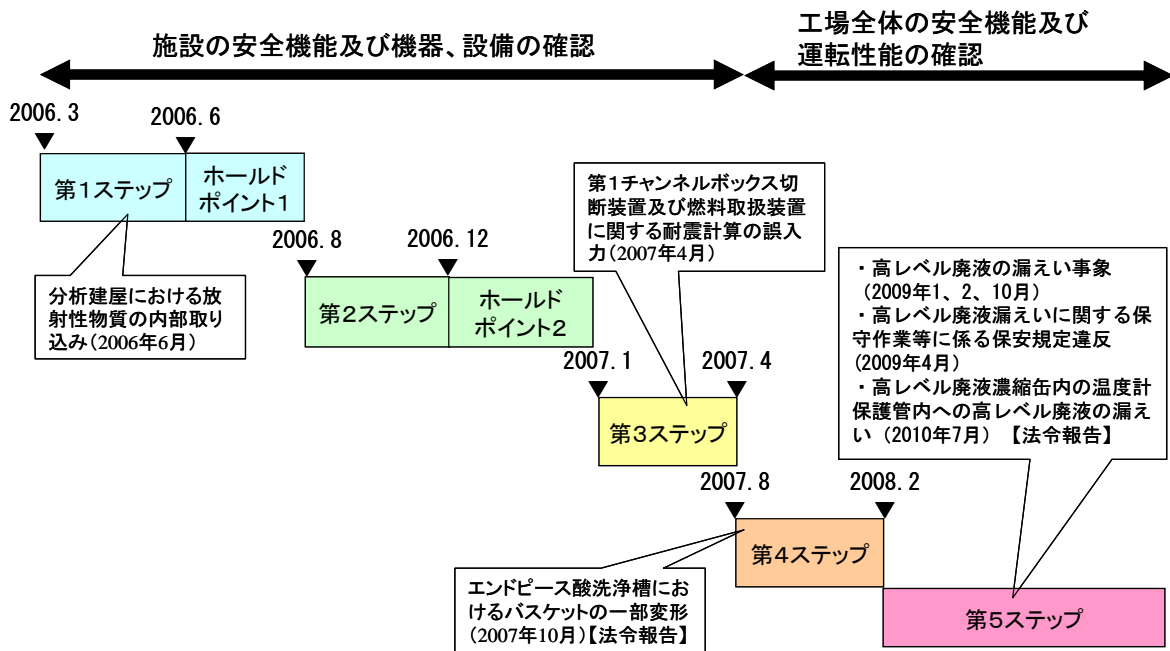 施設の安全機能及び機器、設備の確認
工場全体の安全機能及び
運転性能の確認
2006.3
2006.6
第1ステップ
ホールド
ポイント1
分析建屋における放
射性物質の内部取り
込み(2006年6月)
2006.8
2006.12
第2ステップ
ホールド
ポイント2
第1チャンネルボックス切
断装置及び燃料取扱装置
に関する耐震計算の誤入
力(2007年4月)
2007.1
2007.4
第3ステップ
・高レベル廃液の漏えい事象
(2009年1、2、10月)
・高レベル廃液漏えいに関する保
守作業等に係る保安規定違反
(2009年4月)
・高レベル廃液濃縮缶内の温度計
保護管内への高レベル廃液の漏え
い (2010年7月) 【法令報告】
2007.8
2008.2
第4ステップ
エンドピース酸洗浄槽にお
けるバスケットの一部変形
(2007年10月)【法令報告】
第5ステップ